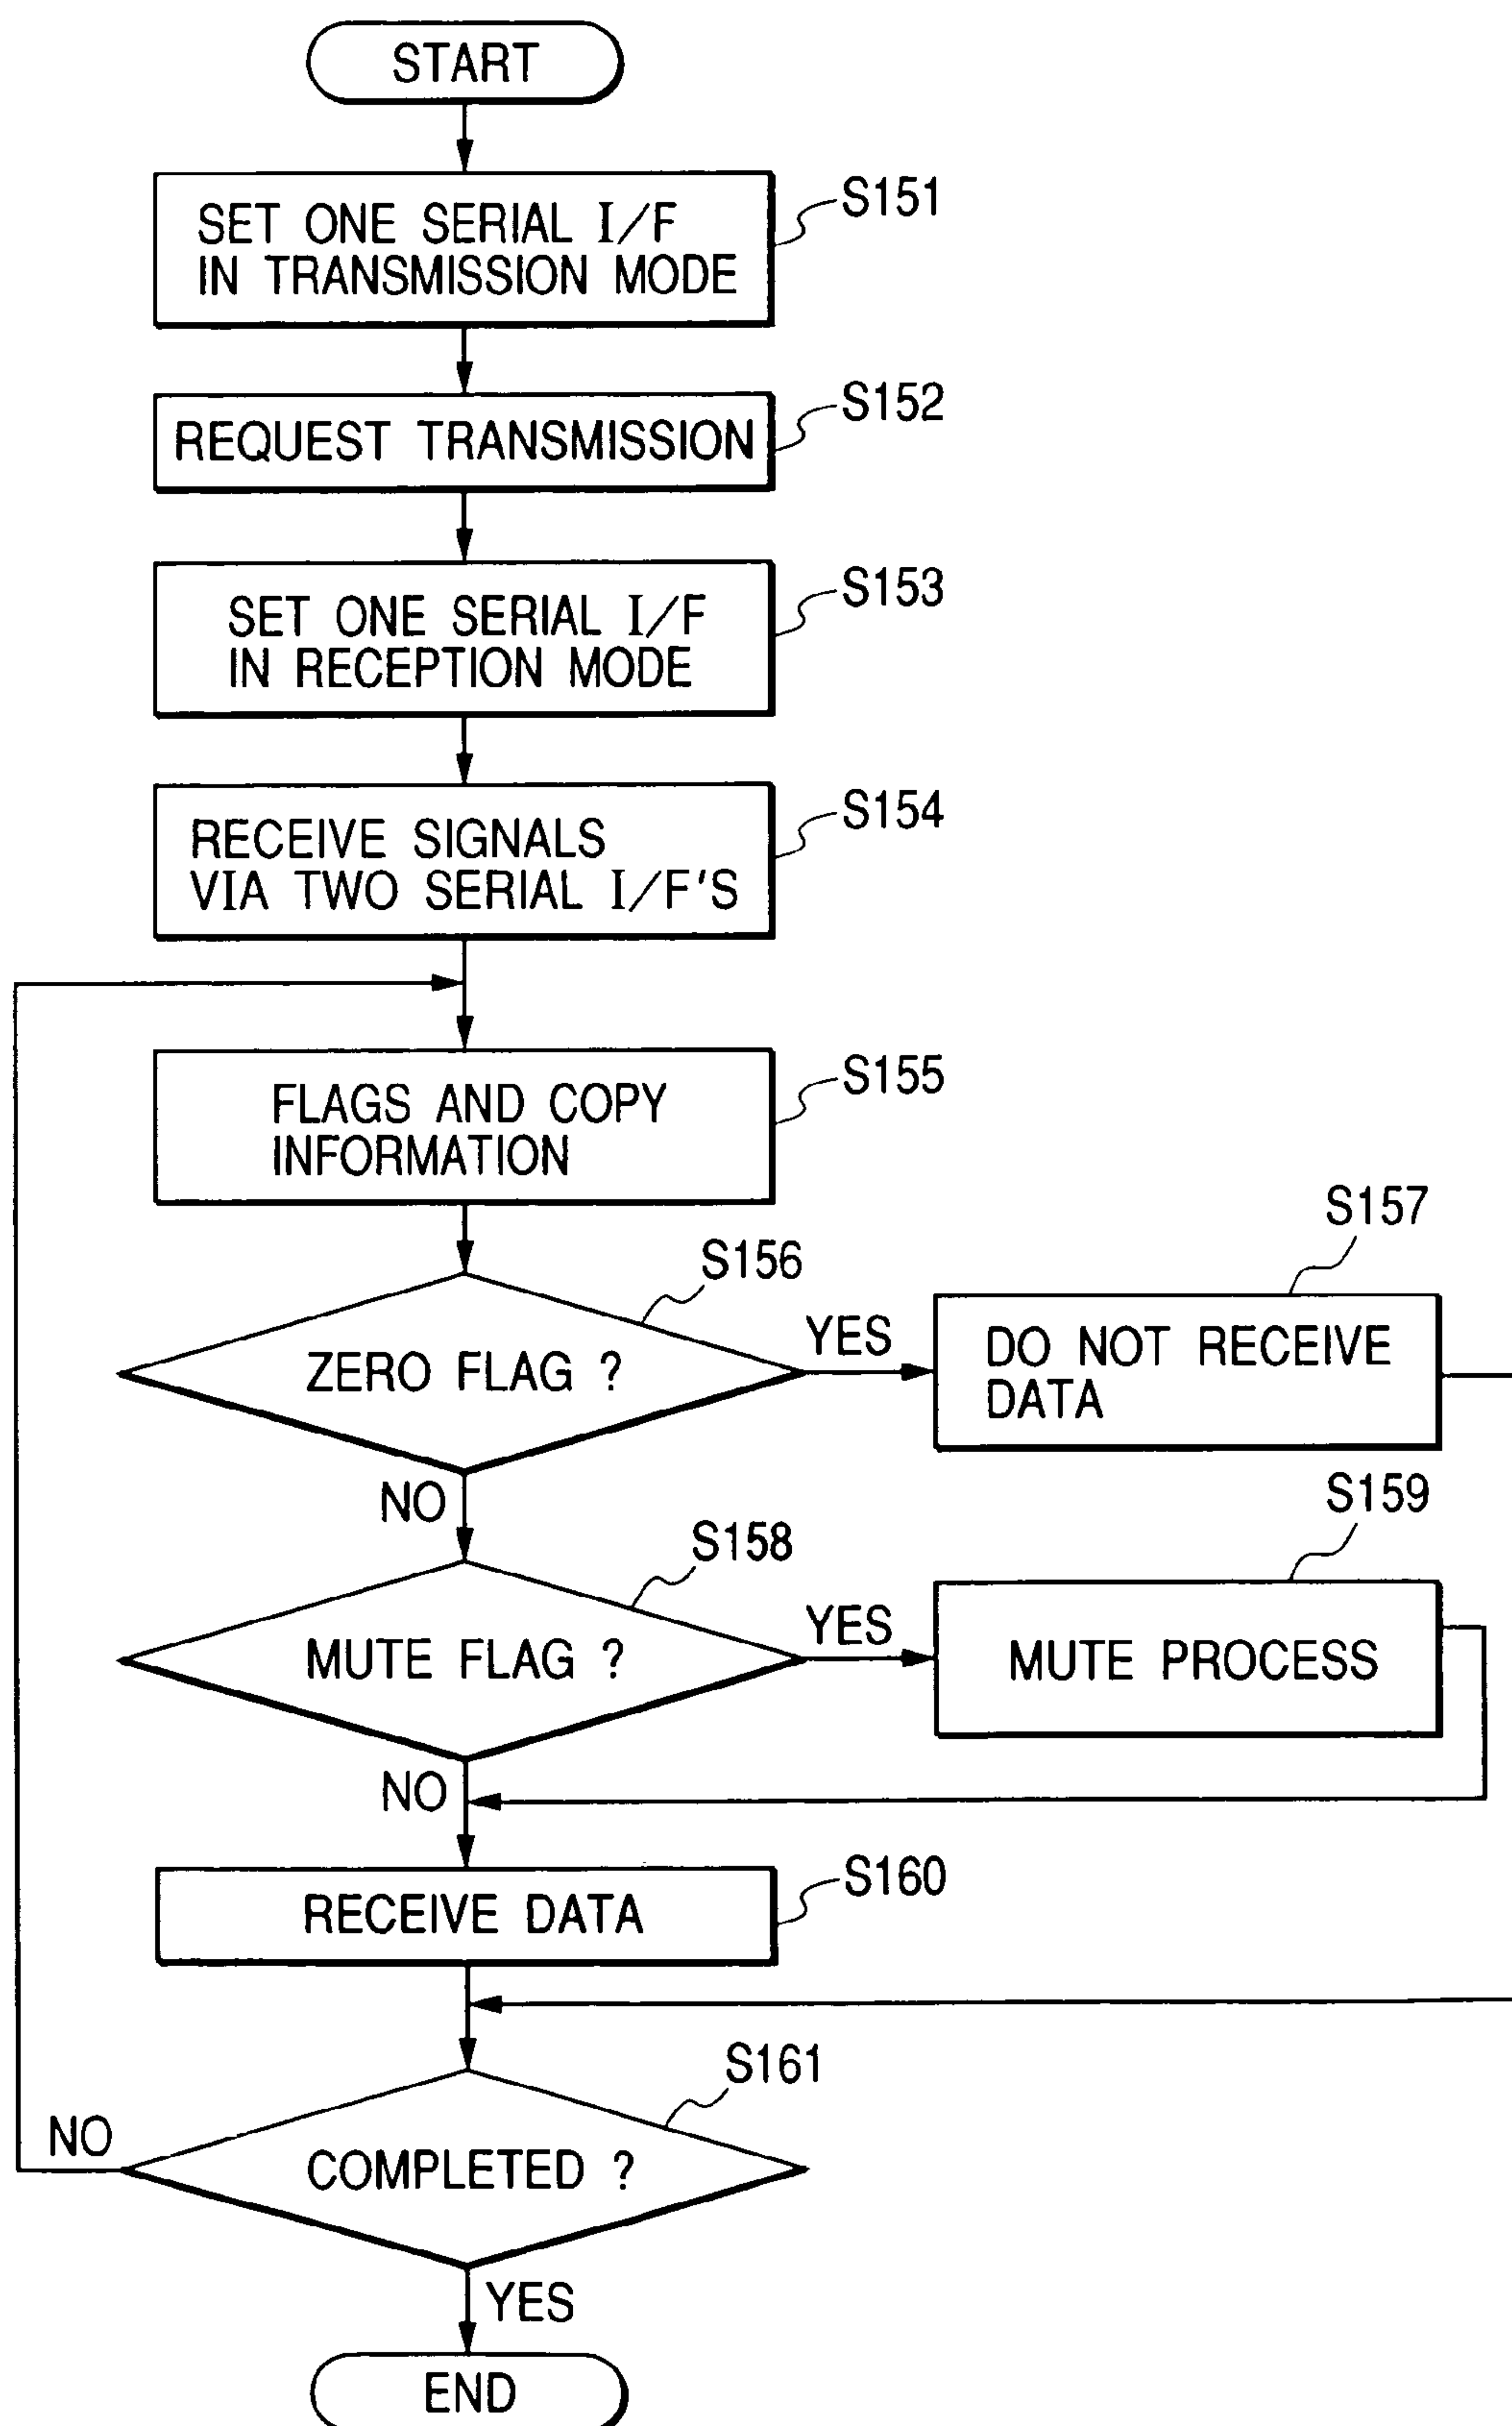 START
SET ONE SERIAL I/F
IN TRANSMISSION MODE
S151
REQUEST TRANSMISSION
S152
SET ONE SERIAL I/F
IN RECEPTION MODE
S153
RECEIVE SIGNALS
VIA TWO SERIAL I/F'S
S154
FLAGS AND COPY
INFORMATION
S155
ZERO FLAG ?
S156
YES
DO NOT RECEIVE
DATA
S157
NO
MUTE FLAG ?
S158
YES
MUTE PROCESS
S159
NO
RECEIVE DATA
S160
COMPLETED ?
S161
NO
YES
END